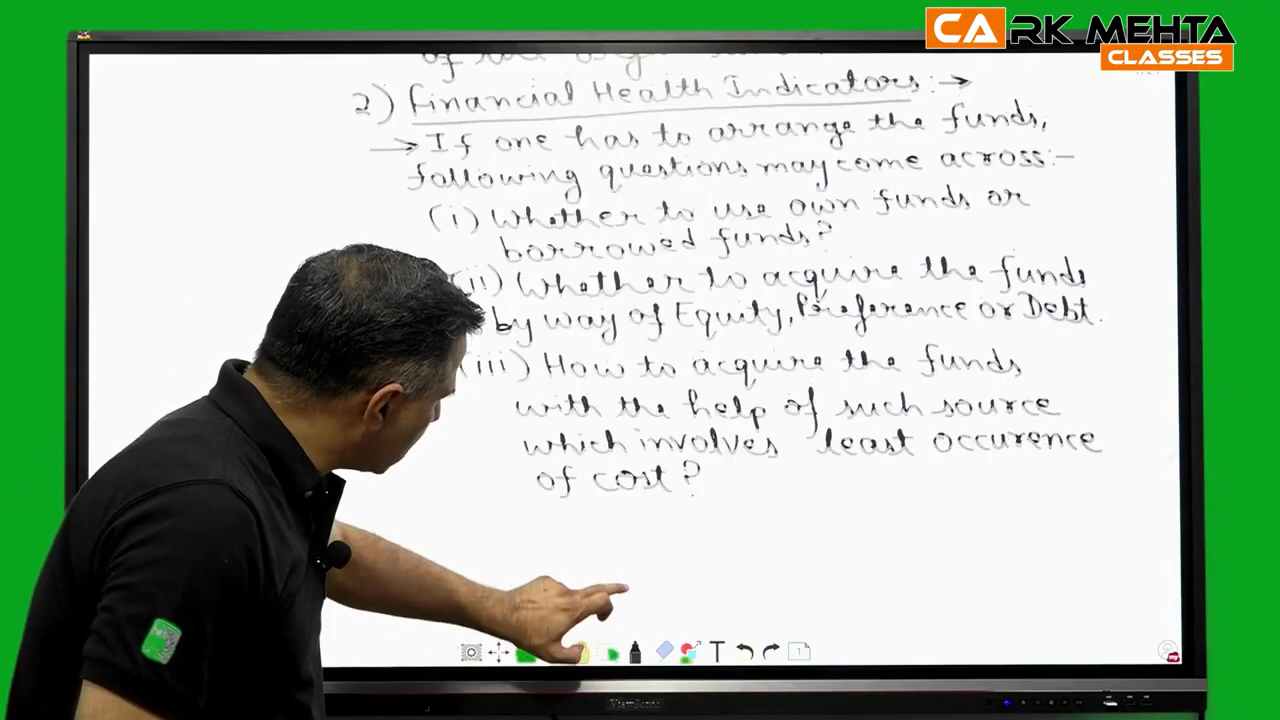 CA RK MEHTA
CLASSES
of
2) Financial Health Indicators :→
→ If one has to arrange the funds,
following questions may come across:-
(i) Whether to use own funds or
borrowed funds?
(ii) Whether to acquire the funds
by way of Equity, Preference or Debt.
(iii) How to acquire the funds
with the help of such source
which involves least occurence
of cost?
T
1
ViewSonic